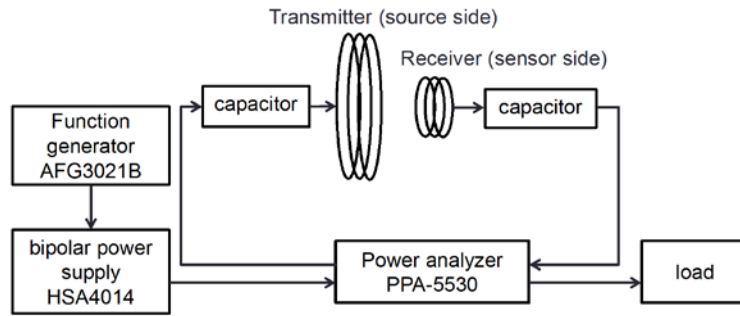 Transmitter (source side)
Receiver (sensor side)
capacitor
capacitor
Function
generator
AFG3021B
bipolar power
supply
HSA4014
Power analyzer
PPA-5530
load